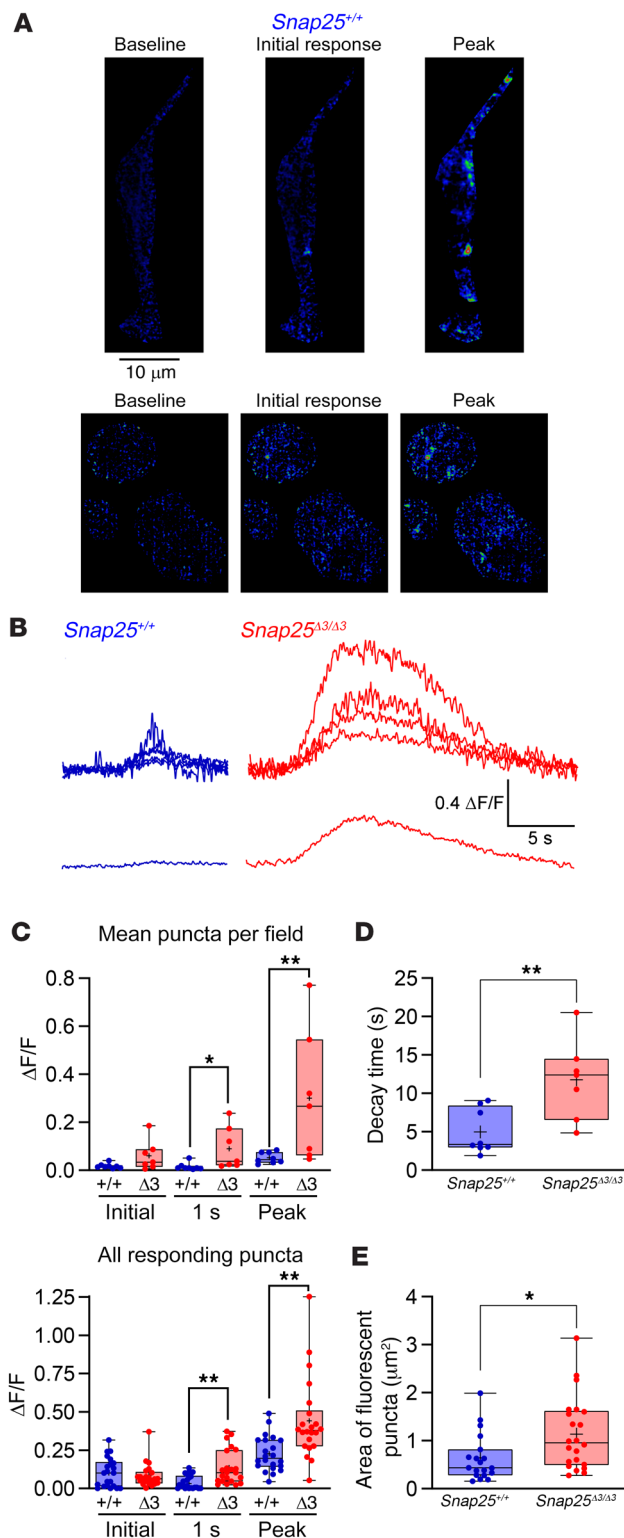 A
Snap25+/+
Baseline Initial response Peak
10 μm
Baseline Initial response Peak
B
Snap25+/+ Snap25Δ3/Δ3
0.4 ΔF/F
5 s
C
Mean puncta per field
**
*
0.8
0.6
0.4
0.2
0.0
ΔF/F
+/+ Δ3 +/+ Δ3 +/+ Δ3
Initial 1 s Peak
All responding puncta
**
**
1.25
1.00
0.75
0.50
0.25
0.00
ΔF/F
+/+ Δ3 +/+ Δ3 +/+ Δ3
Initial 1 s Peak
D
**
25
20
15
10
5
0
Decay time (s)
Snap25+/+ Snap25Δ3/Δ3
E
*
4
3
2
1
0
Area of fluorescent
puncta (μm²)
Snap25+/+ Snap25Δ3/Δ3